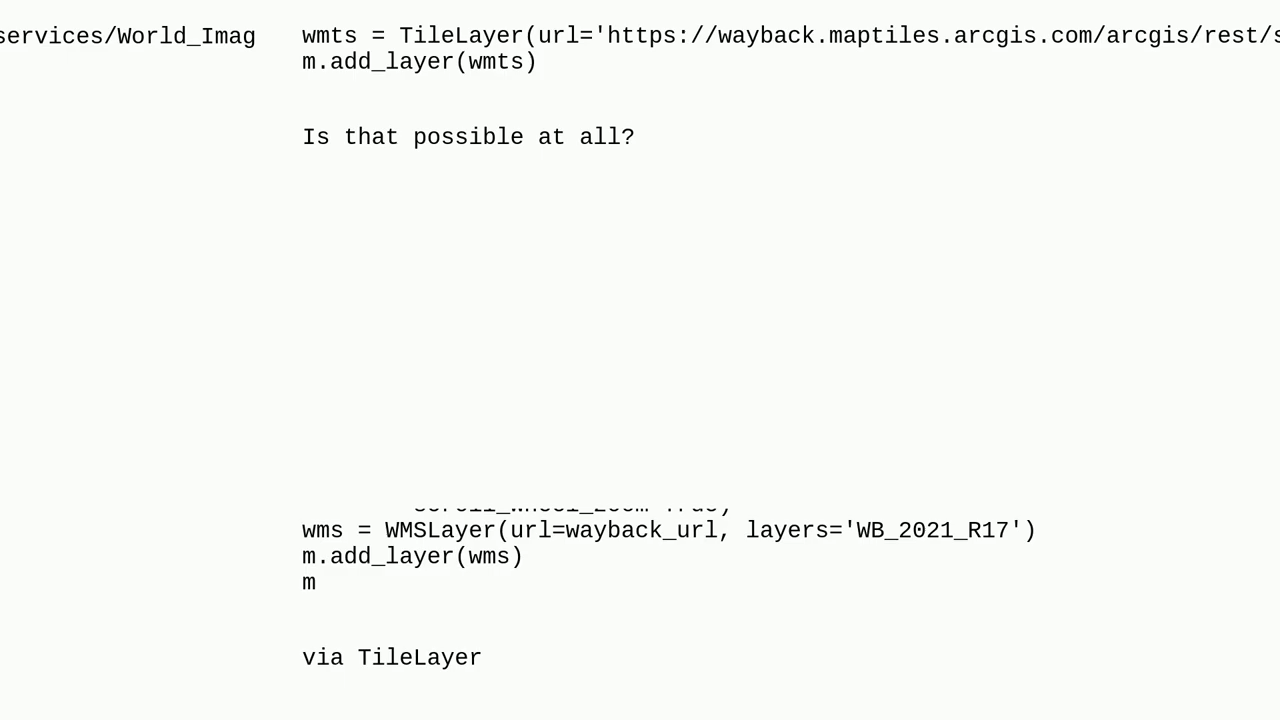 services/World_Imag
wmts = TileLayer(url='https://wayback.maptiles.arcgis.com/arcgis/rest/s
m.add_layer(wmts)
Is that possible at all?
wms = WMSLayer(url=wayback_url, layers='WB_2021_R17')
m.add_layer(wms)
m
via TileLayer